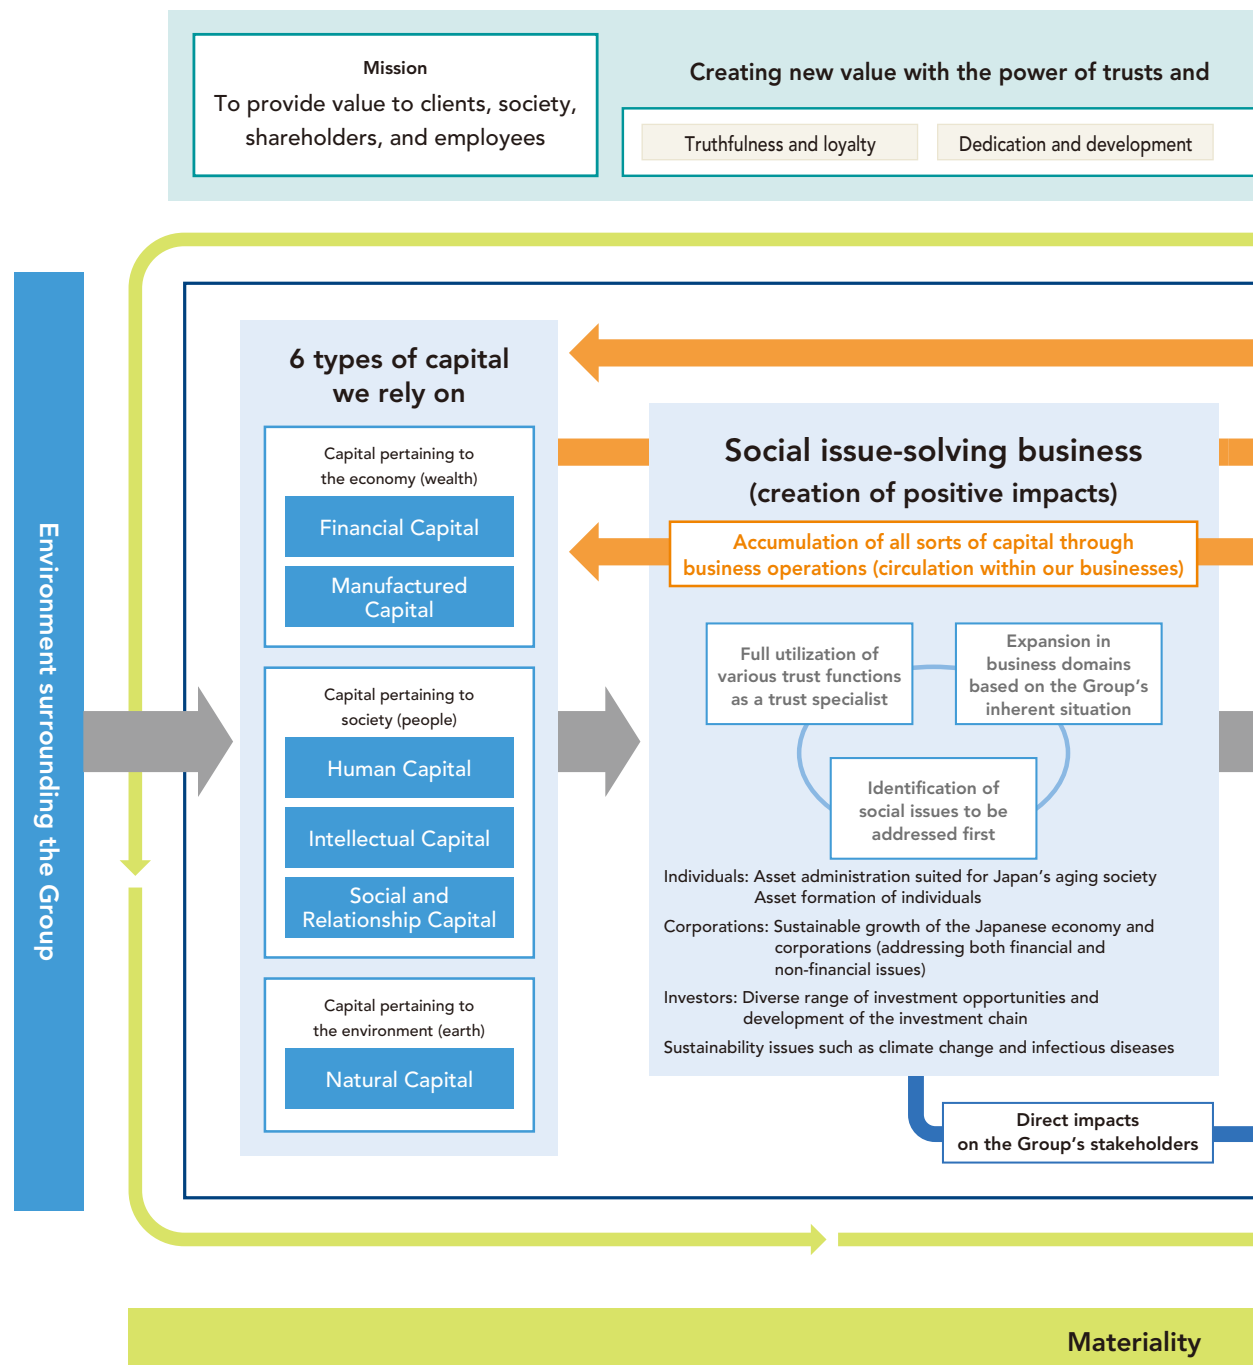 Mission
To provide value to clients, society,
shareholders, and employees
Creating new value with the power of trusts and
Truthfulness and loyalty
Dedication and development
Environment surrounding the Group
6 types of capital
we rely on
Capital pertaining to
the economy (wealth)
Financial Capital
Manufactured
Capital
Capital pertaining to
society (people)
Human Capital
Intellectual Capital
Social and
Relationship Capital
Capital pertaining to
the environment (earth)
Natural Capital
Social issue-solving business
(creation of positive impacts)
Accumulation of all sorts of capital through
business operations (circulation within our businesses)
Full utilization of
various trust functions
as a trust specialist
Expansion in
business domains
based on the Group's
inherent situation
Identification of
social issues to be
addressed first
Individuals: Asset administration suited for Japan's aging society
Asset formation of individuals
Corporations: Sustainable growth of the Japanese economy and
corporations (addressing both financial and
non-financial issues)
Investors: Diverse range of investment opportunities and
development of the investment chain
Sustainability issues such as climate change and infectious diseases
Direct impacts
on the Group's stakeholders
Materiality